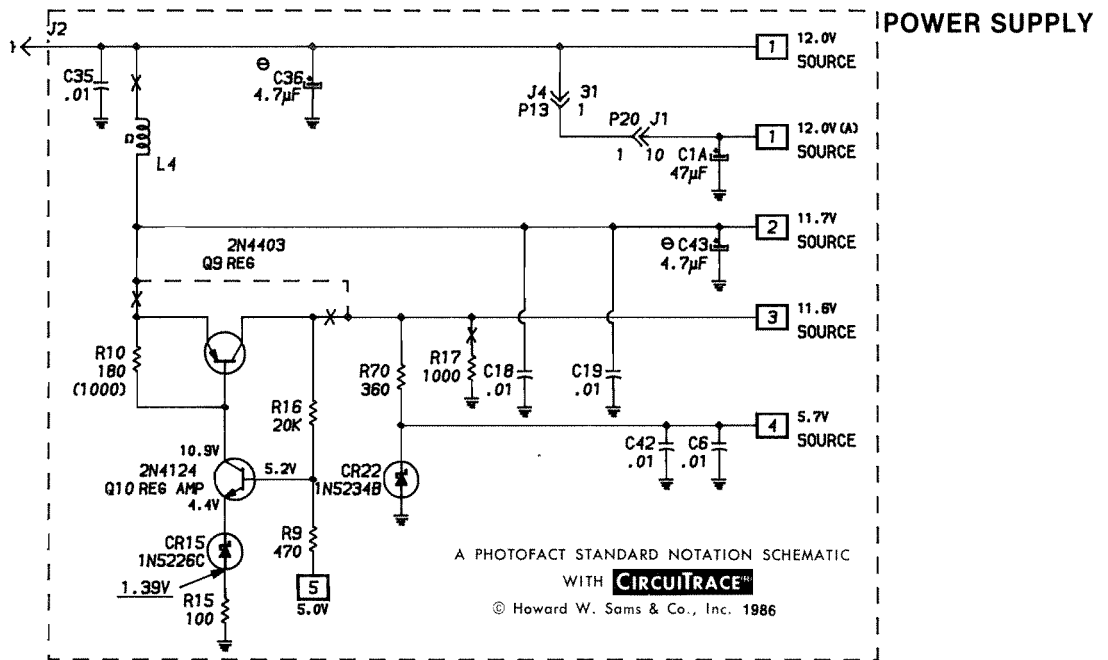 POWER SUPPLY
J2
1
C35
.01
⊖
C36
4.7µF
J4 31
P13 1
1 12.0V
SOURCE
P20 J1
1 10
1 12.0V(A)
SOURCE
C1A
47µF
Ω
L4
2 11.7V
SOURCE
⊖ C43
4.7µF
2N4403
Q9 REG
3 11.6V
SOURCE
R10
180
(1000)
R70
360
R17
1000
C18
.01
C19
.01
R16
20K
4 5.7V
SOURCE
C42
.01
C6
.01
10.9V
2N4124
Q10 REG AMP
5.2V
4.4V
CR22
1N5234B
CR15
1N5226C
1.39V
R15
100
R9
470
5
5.0V
A PHOTOFACT STANDARD NOTATION SCHEMATIC
WITH CIRCUITRACE
© Howard W. Sams & Co., Inc. 1986